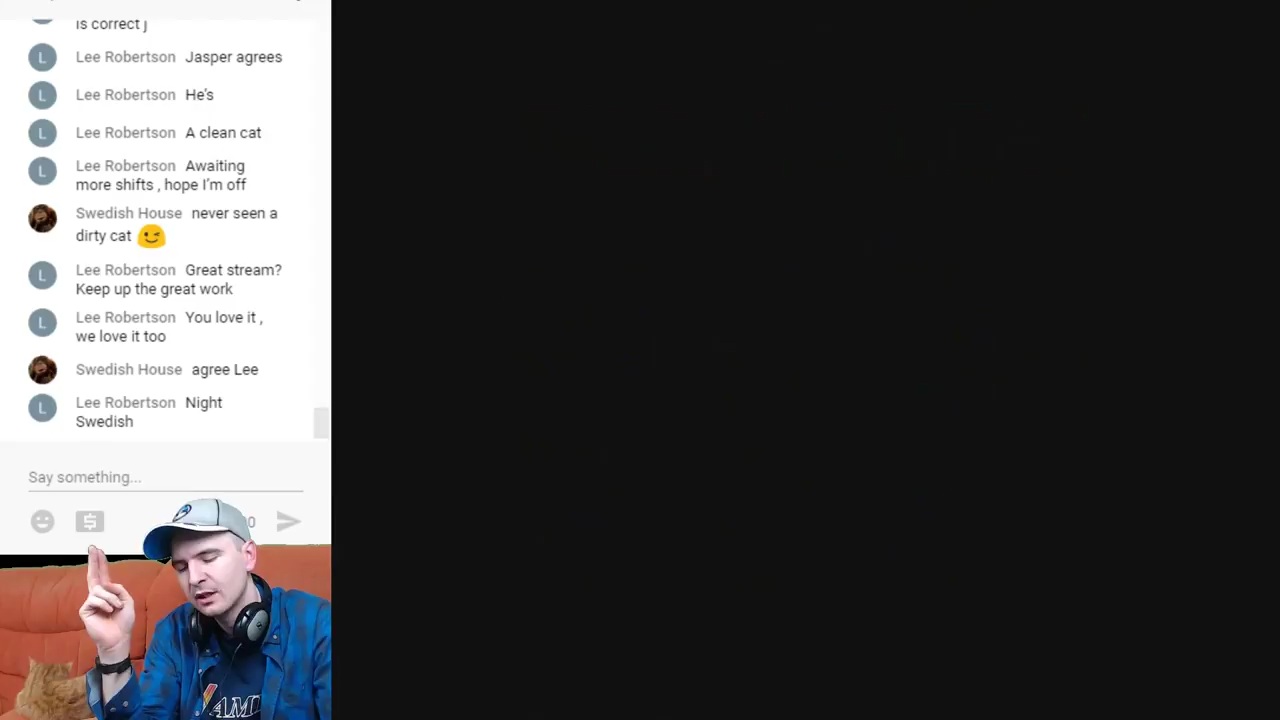 is correct j
Lee Robertson Jasper agrees
Lee Robertson He's
Lee Robertson A clean cat
Lee Robertson Awaiting
more shifts , hope I'm off
Swedish House never seen a
dirty cat
Lee Robertson Great stream?
Keep up the great work
Lee Robertson You love it ,
we love it too
Swedish House agree Lee
Lee Robertson Night
Swedish
Say something...